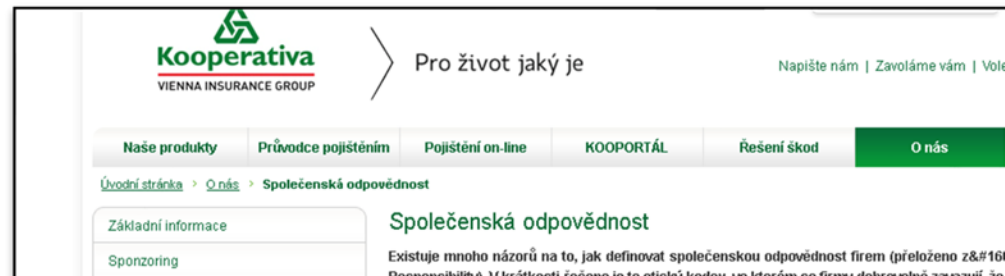 Kooperativa
VIENNA INSURANCE GROUP
Pro život jaký je
Napište nám | Zavoláme vám |
Naše produkty Průvodce pojištěním Pojištění on-line KOOPORTÁL Řešení škod O nás
Úvodní stránka > O nás > Společenská odpovědnost
Základní informace
Sponzoring
Společenská odpovědnost
Existuje mnoho názorů na to, jak definovat společenskou odpovědnost firem (přeloženo z&#16